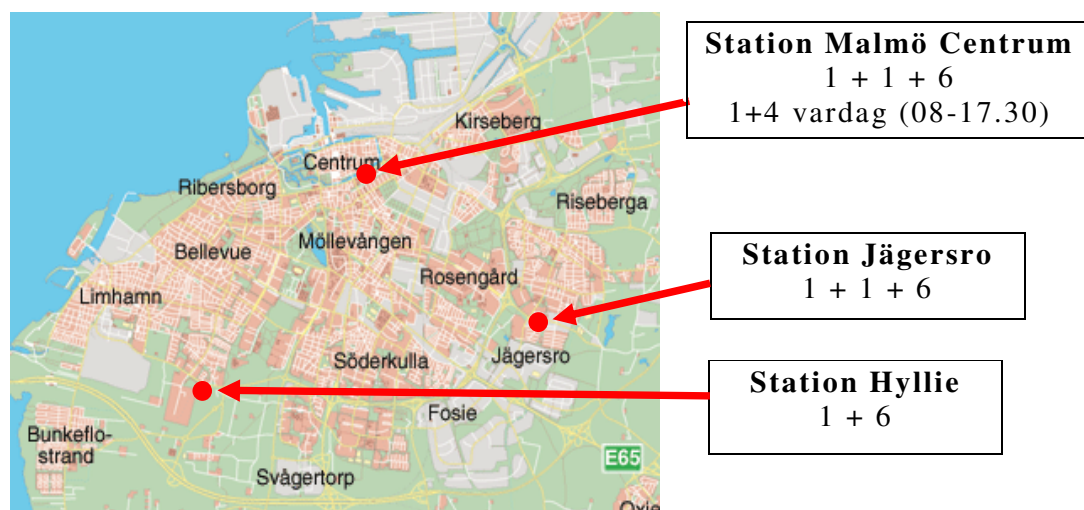 Station Malmö Centrum
1 + 1 + 6
1+4 vardag (08-17.30)
Kirseberg
Centrum
Ribersborg
Riseberga
Möllevången
Bellevue
Rosengård
Station Jägersro
1 + 1 + 6
Limhamn
Jägersro
Söderkulla
Station Hyllie
1 + 6
Fosie
Bunkeflo-
strand
E65
Svågertorp